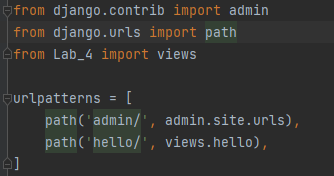 from django.contrib import admin
from django.urls import path
from Lab_4 import views
urlpatterns = [
path('admin/', admin.site.urls),
path('hello/', views.hello),
]